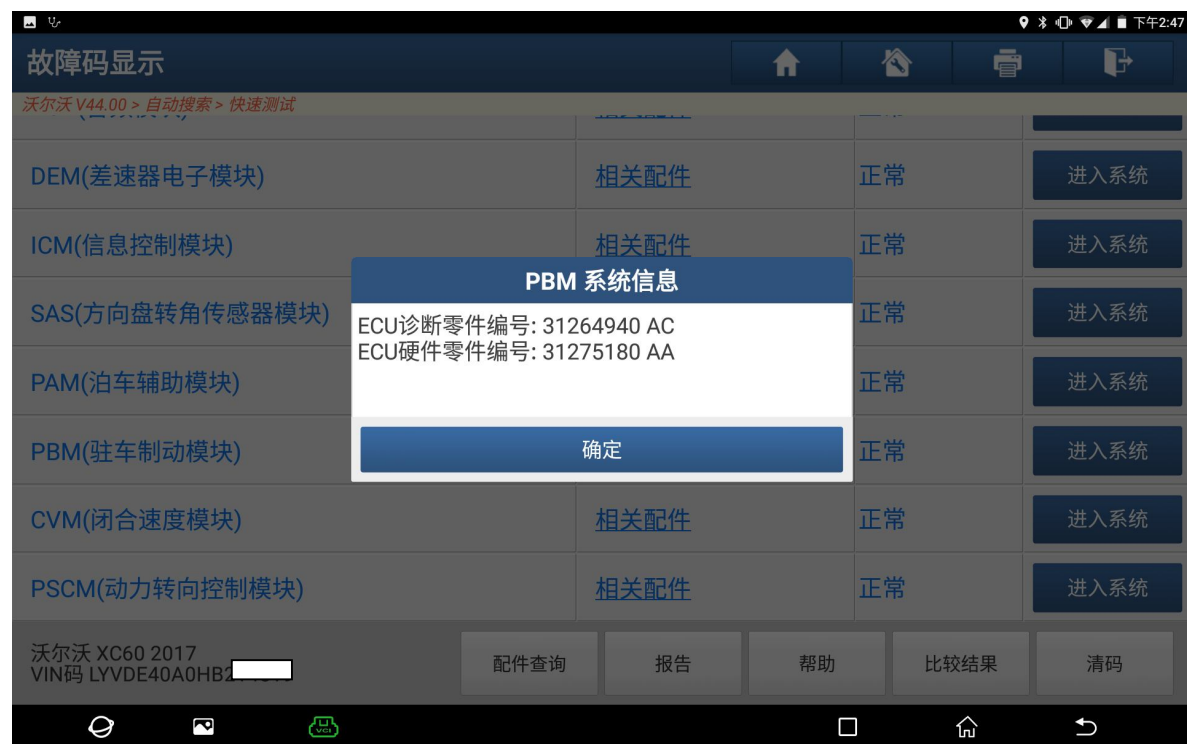 下午2:47
故障码显示
沃尔沃 V44.00 > 自动搜索 > 快速测试
DEM(差速器电子模块) 相关配件 正常 进入系统
ICM(信息控制模块) 相关配件 正常 进入系统
PBM 系统信息
SAS(方向盘转角传感器模块) 正常 进入系统
ECU诊断零件编号: 31264940 AC
ECU硬件零件编号: 31275180 AA
PAM(泊车辅助模块) 正常 进入系统
PBM(驻车制动模块) 确定 正常 进入系统
CVM(闭合速度模块) 相关配件 正常 进入系统
PSCM(动力转向控制模块) 相关配件 正常 进入系统
沃尔沃 XC60 2017
VIN码 LYVDE40A0HB2
配件查询 报告 帮助 比较结果 清码
VCI